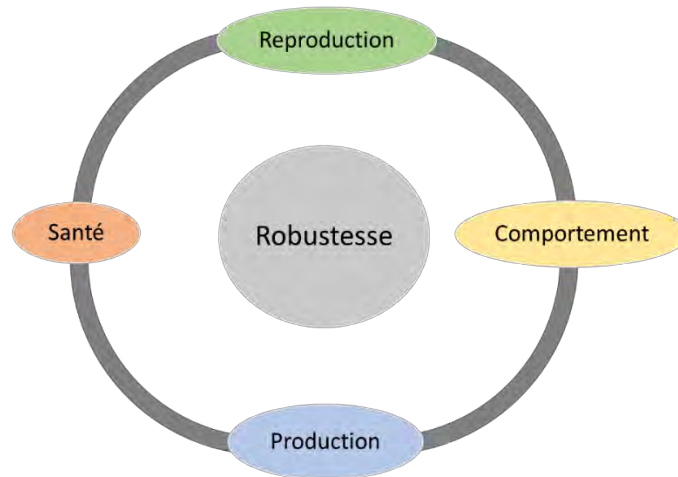 Reproduction
Santé
Robustesse
Comportement
Production